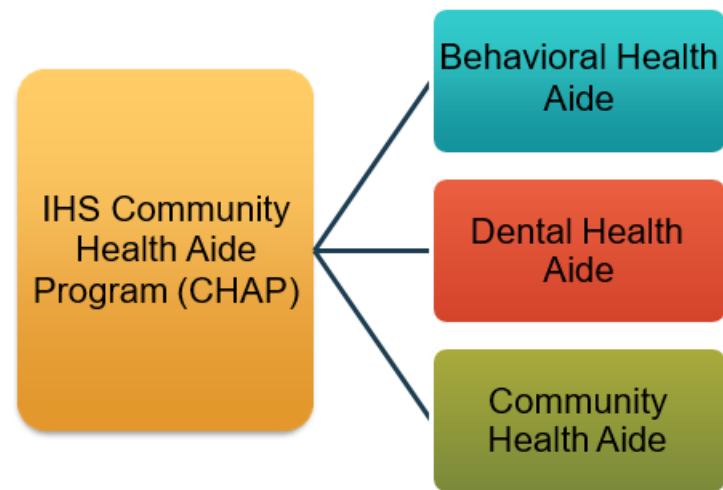 IHS Community
Health Aide
Program (CHAP)
Behavioral Health
Aide
Dental Health
Aide
Community
Health Aide